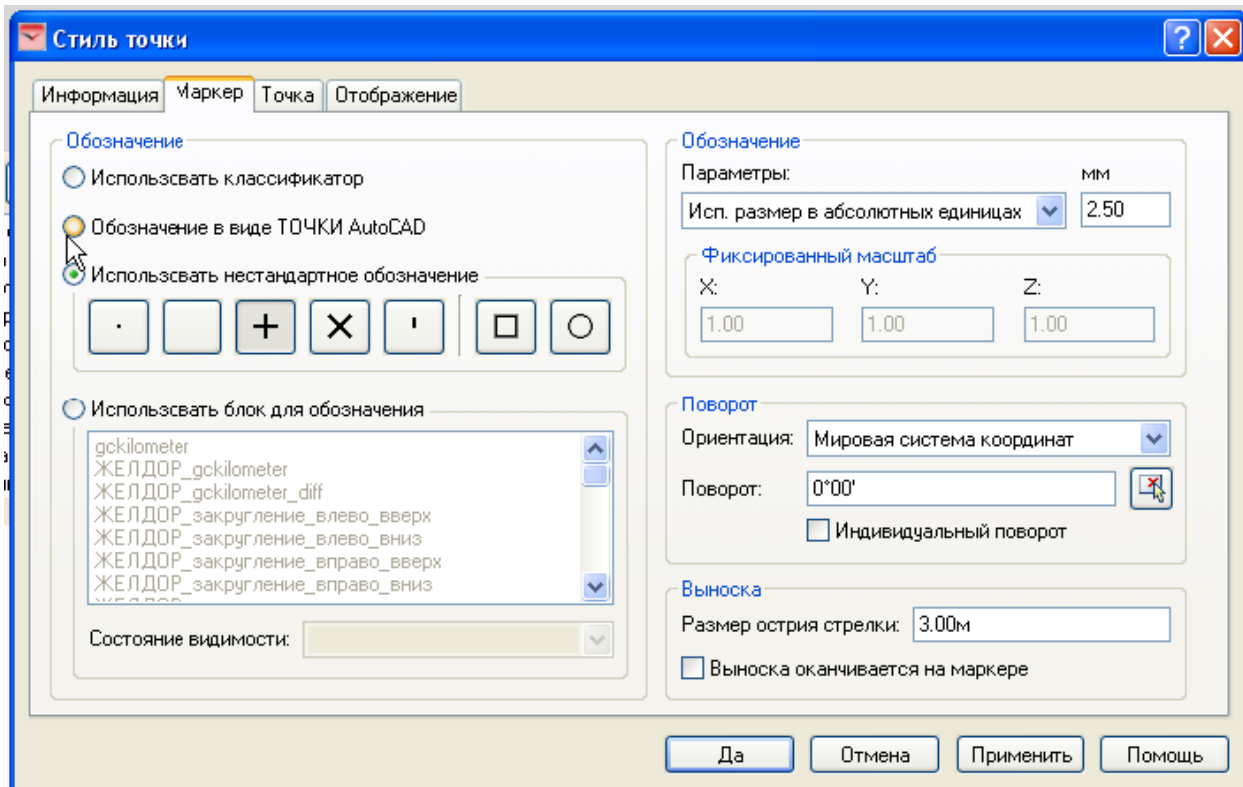 Стиль точки
Информация Маркер Точка Отображение
Обозначение
Использсвать классификатор
Обозначение в виде ТОЧКИ AutoCAD
Использсвать нестандартное обозначение
Использсвать блок для обозначения
gckilometer
ЖЕЛДОР_gckilometer
ЖЕЛДОР_gckilometer_diff
ЖЕЛДОР_закругление_влево_вверх
ЖЕЛДОР_закругление_влево_вниз
ЖЕЛДОР_закругление_вправо_вверх
ЖЕЛДОР_закругление_вправо_вниз
Состояние видимости:
Обозначение
Параметры: мм
Исп. размер в абсолютных единицах 2.50
Фиксированный масштаб
X: Y: Z:
1.00 1.00 1.00
Поворот
Ориентация: Мировая система координат
Поворот: 0°00'
Индивидуальный поворот
Выноска
Размер острия стрелки: 3.00м
Выноска оканчивается на маркере
Да Отмена Применить Помощь